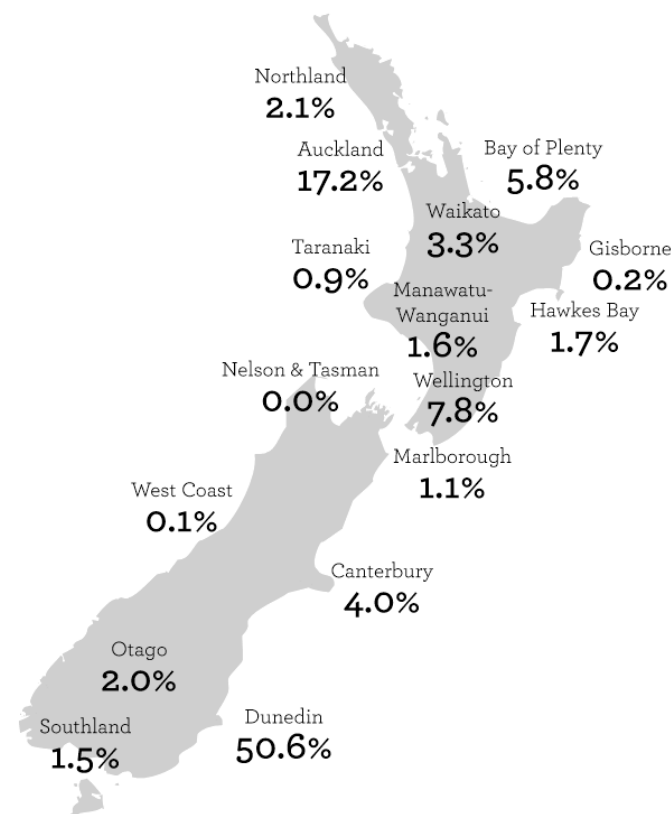 Northland
2.1%
Auckland
17.2%
Bay of Plenty
5.8%
Waikato
3.3%
Taranaki
0.9%
Gisborne
0.2%
Manawatu-
Wanganui
1.6%
Hawkes Bay
1.7%
Nelson & Tasman
0.0%
Wellington
7.8%
Marlborough
1.1%
West Coast
0.1%
Canterbury
4.0%
Otago
2.0%
Southland
1.5%
Dunedin
50.6%